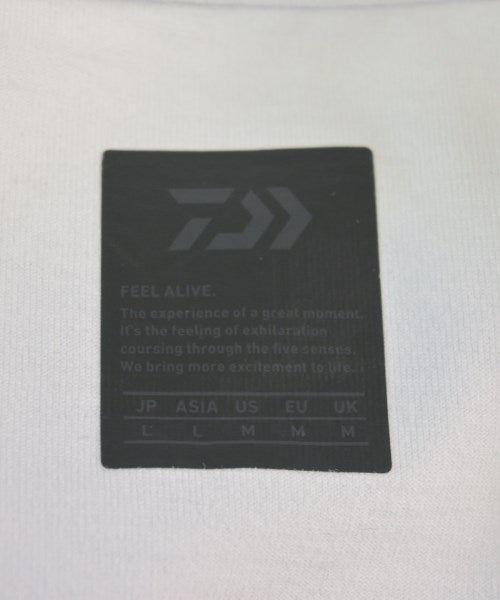 FEEL ALIVE.
The experience of a great moment.
It's the feeling of exhilaration
coursing through the five senses.
We bring more excitement to life.
JP ASIA US EU UK
L L M M M